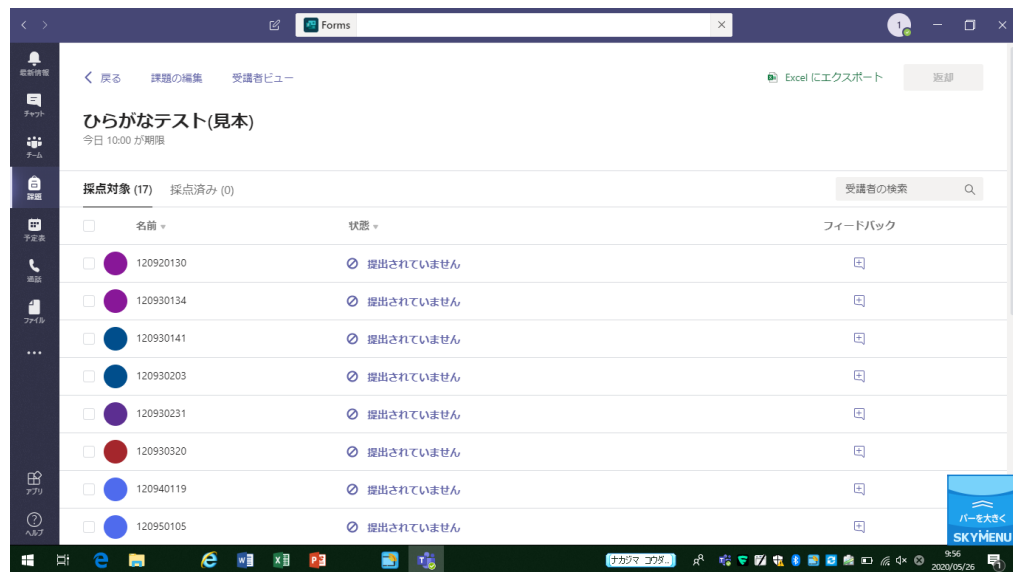 Forms
1
最新情報
チャット
チーム
課題
予定表
通話
ファイル
アプリ
ヘルプ
戻る 課題の編集 受講者ビュー
Excel にエクスポート 返却
ひらがなテスト(見本)
今日 10:00 が期限
採点対象 (17) 採点済み (0)
受講者の検索
名前 状態 フィードバック
120920130 提出されていません
120930134 提出されていません
120930141 提出されていません
120930203 提出されていません
120930231 提出されていません
120930320 提出されていません
120940119 提出されていません
120950105 提出されていません
バーを大きく
SKYMENU
ナカジマ コウダ..
9:56
2020/05/26